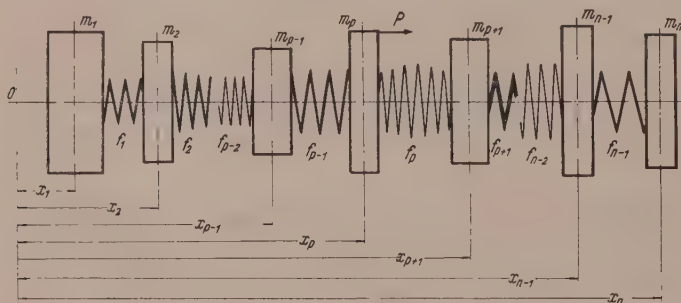 m₁ m₂ mₚ₋₁ mₚ P mₚ₊₁ mₙ₋₁ mₙ
0
f₁ f₂ fₚ₋₂ fₚ₋₁ fₚ fₚ₊₁ fₙ₋₂ fₙ₋₁
x₁
x₂
xₚ₋₁
xₚ
xₚ₊₁
xₙ₋₁
xₙ